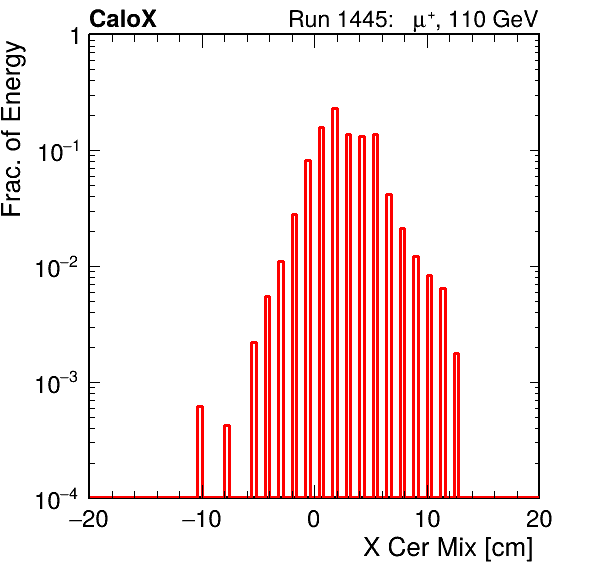 CaloX Run 1445: μ⁺, 110 GeV
Frac. of Energy
1
10⁻¹
10⁻²
10⁻³
10⁻⁴
−20 −10 0 10 20
X Cer Mix [cm]